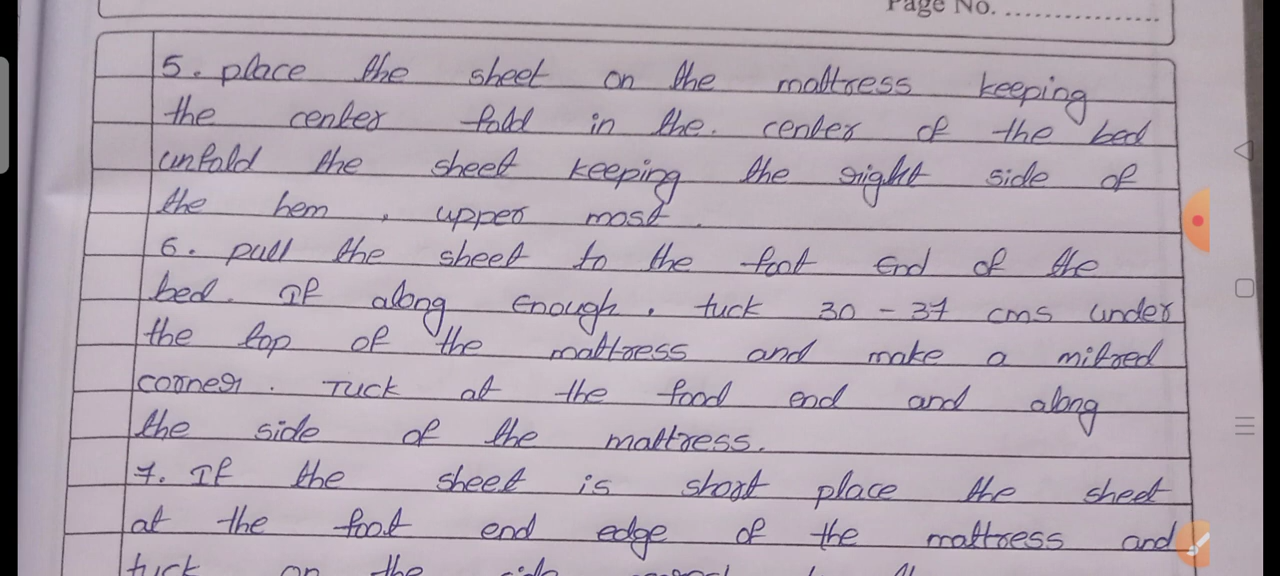 Page No. ....................
5. place the sheet on the mattress keeping
the center fold in the. center of the bed
unfold the sheet keeping the right side of
the hem , upper most .
6. pull the sheet to the foot End of the
bed. If along Enough . tuck 30 - 37 cms under
the top of the mattress and make a mitred
corner . Tuck at the food end and along
the side of the mattress.
7. If the sheet is short place the sheet
at the foot end edge of the mattress and
tuck on the side